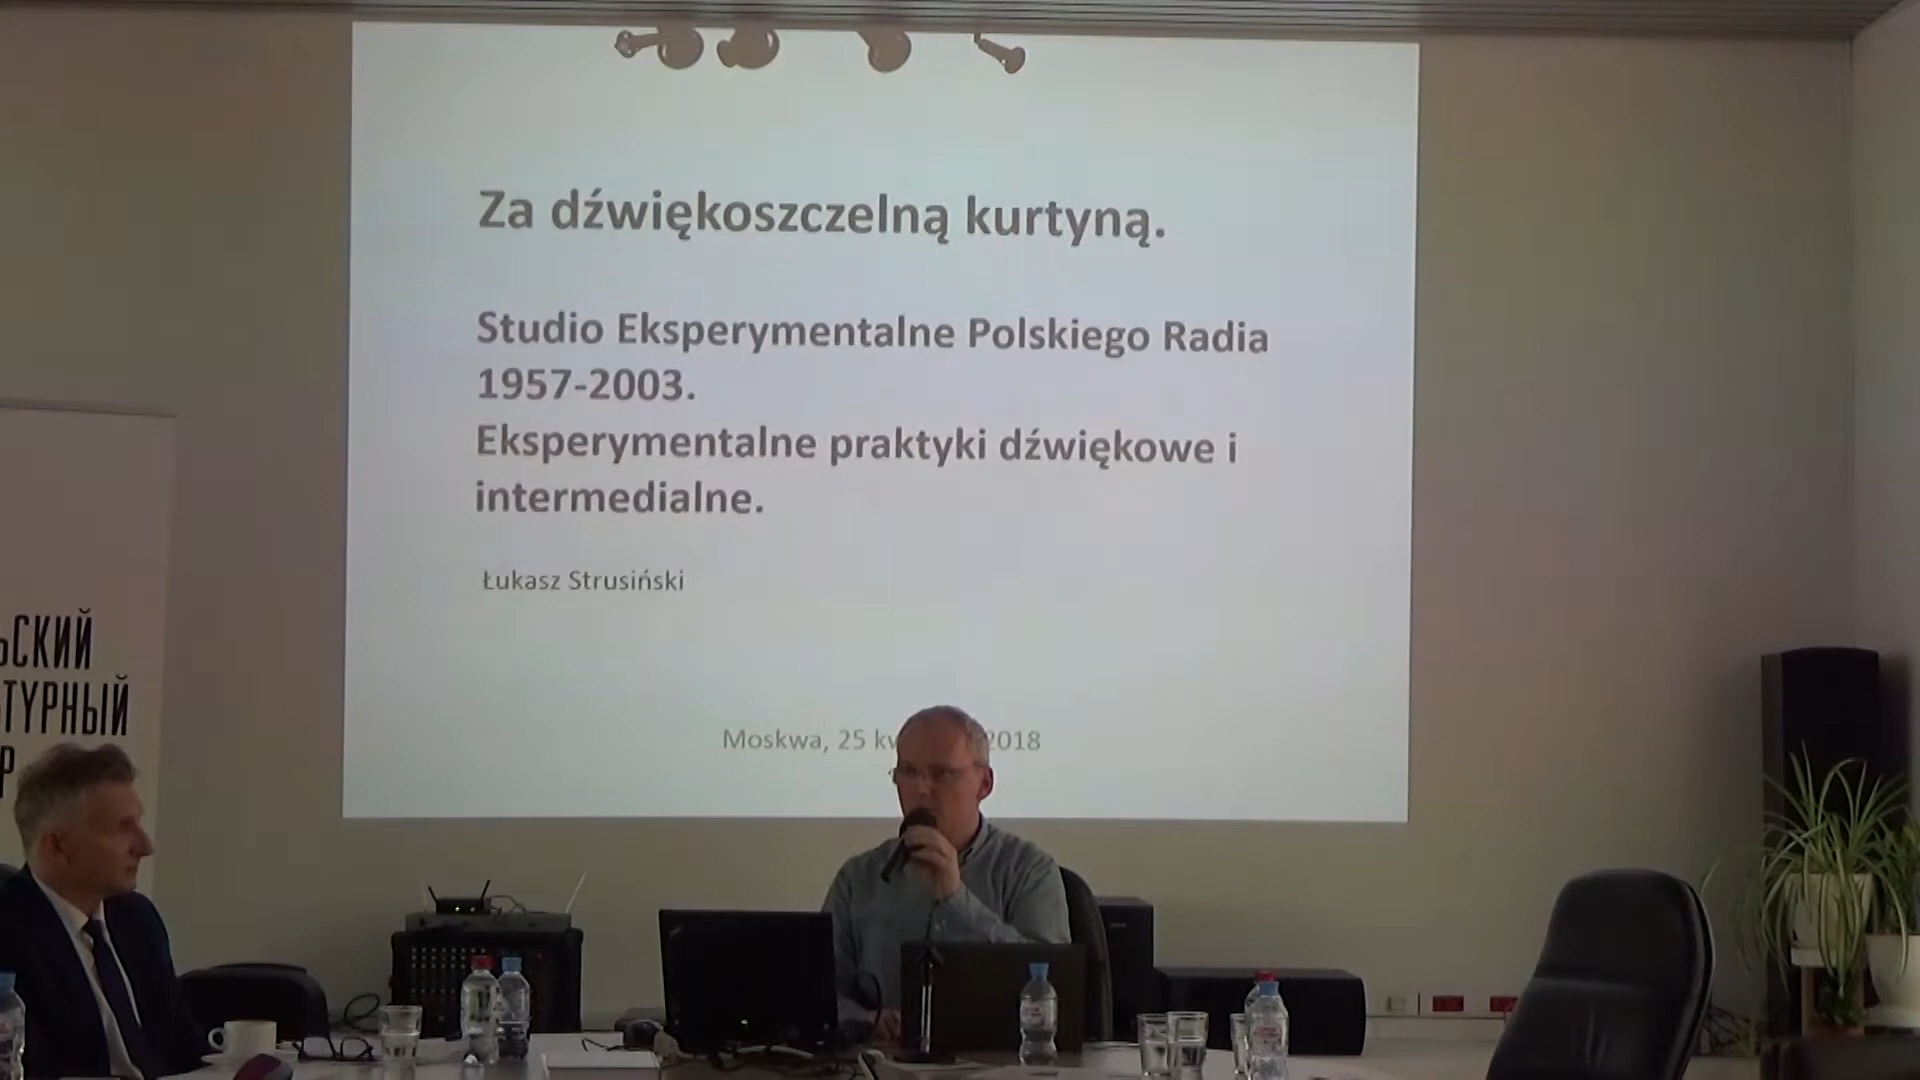 Za dźwiękoszczelną kurtyną.
Studio Eksperymentalne Polskiego Radia
1957-2003.
Eksperymentalne praktyki dźwiękowe i
intermedialne.
Łukasz Strusiński
Moskwa, 25 kw 2018
ЬСКИЙ
ТУРНЫЙ
Р